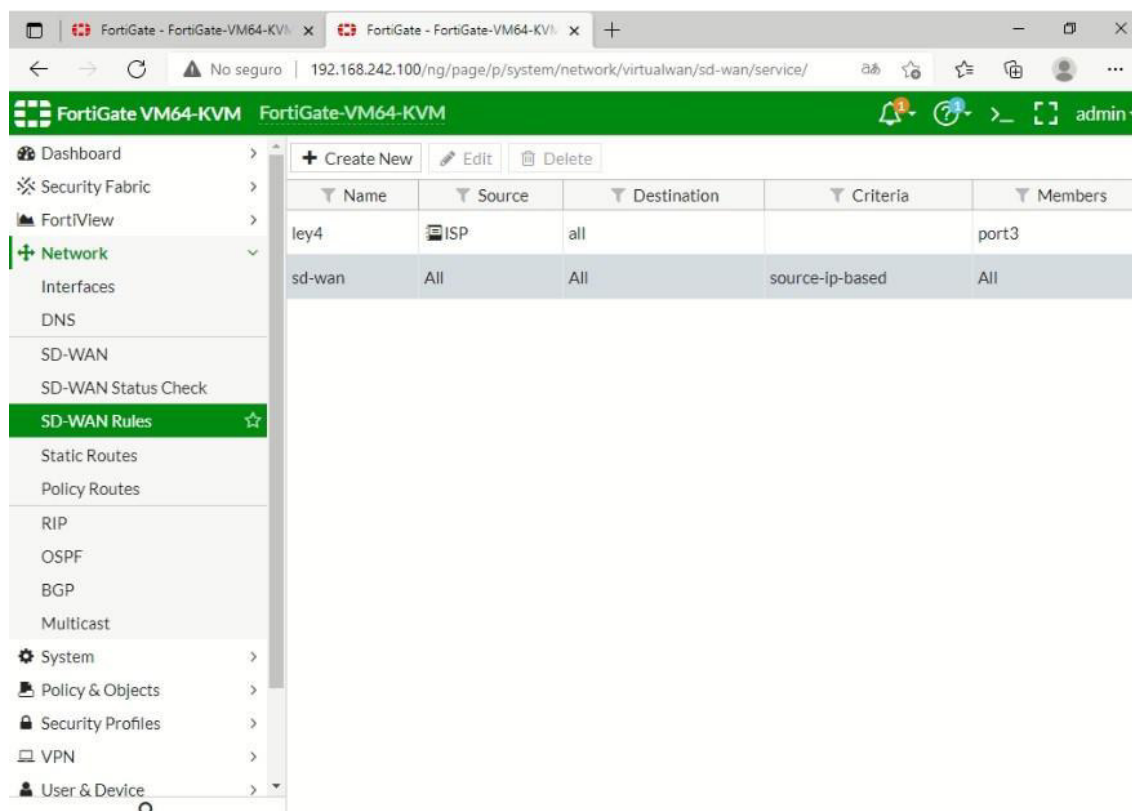 FortiGate - FortiGate-VM64-KV
FortiGate - FortiGate-VM64-KV
No seguro | 192.168.242.100/ng/page/p/system/network/virtualwan/sd-wan/service/
FortiGate VM64-KVM FortiGate-VM64-KVM 1 1 admin
Dashboard
Security Fabric
FortiView
Network
Interfaces
DNS
SD-WAN
SD-WAN Status Check
SD-WAN Rules
Static Routes
Policy Routes
RIP
OSPF
BGP
Multicast
System
Policy & Objects
Security Profiles
VPN
User & Device
+ Create New Edit Delete
Name Source Destination Criteria Members
ley4 ISP all port3
sd-wan All All source-ip-based All